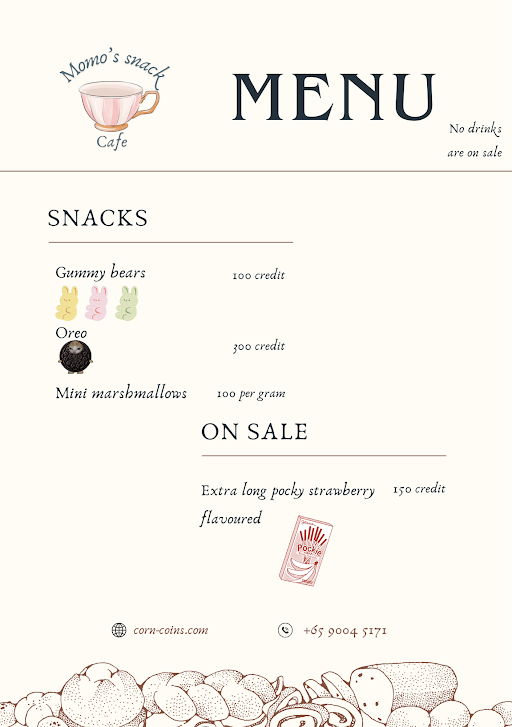 Momo's snack
Cafe
MENU
No drinks
are on sale
SNACKS
Gummy bears 100 credit
Oreo
300 credit
Mini marshmallows 100 per gram
ON SALE
Extra long pocky strawberry 150 credit
flavoured
Pockie
corn-coins.com +65 9004 5171